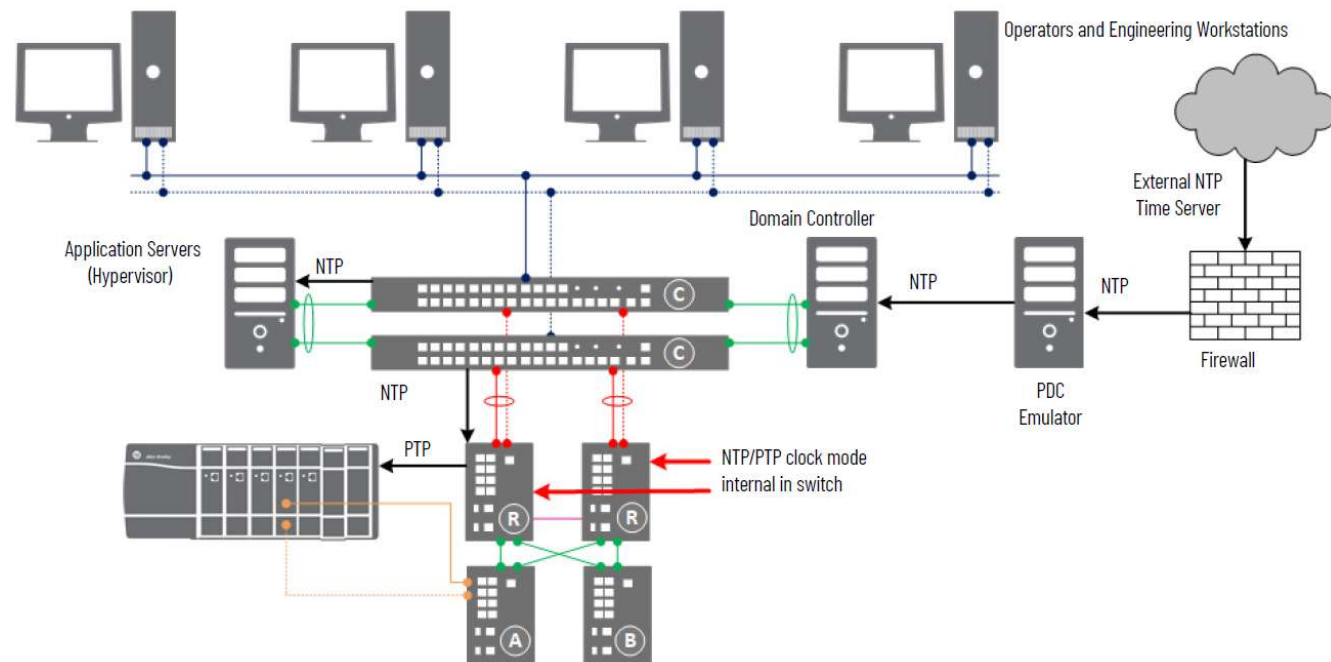 Operators and Engineering Workstations
External NTP
Time Server
Domain Controller
Application Servers
(Hypervisor)
NTP
C
NTP
NTP
C
Firewall
NTP
PDC
Emulator
PTP
NTP/PTP clock mode
internal in switch
R
R
A
B